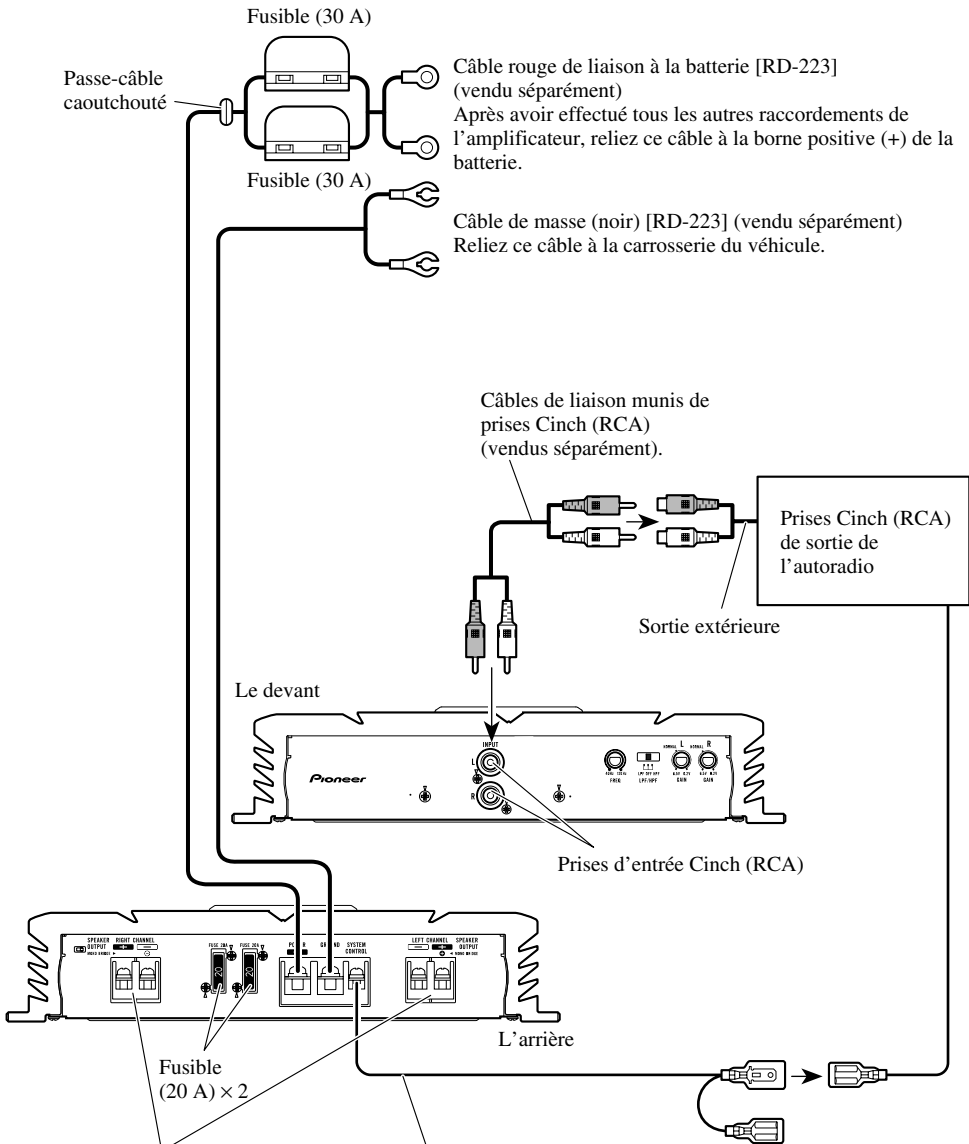 Fusible (30 A)
Passe-câble
caoutchouté
Câble rouge de liaison à la batterie [RD-223]
(vendu séparément)
Après avoir effectué tous les autres raccordements de
l’amplificateur, reliez ce câble à la borne positive (+) de la
batterie.
Fusible (30 A)
Câble de masse (noir) [RD-223] (vendu séparément)
Reliez ce câble à la carrosserie du véhicule.
Câbles de liaison munis de
prises Cinch (RCA)
(vendus séparément).
Prises Cinch (RCA)
de sortie de
l’autoradio
Sortie extérieure
Le devant
INPUT
L
R
Pioneer
FREQ
LPF OFF HPF
LPF/HPF
NORMAL L NORMAL R
GAIN GAIN
Prises d’entrée Cinch (RCA)
SPEAKER OUTPUT
RIGHT CHANNEL
FUSE 20A FUSE 20A
20 20
POWER GROUND SYSTEM
CONTROL
LEFT CHANNEL SPEAKER
OUTPUT
L’arrière
Fusible
(20 A) × 2